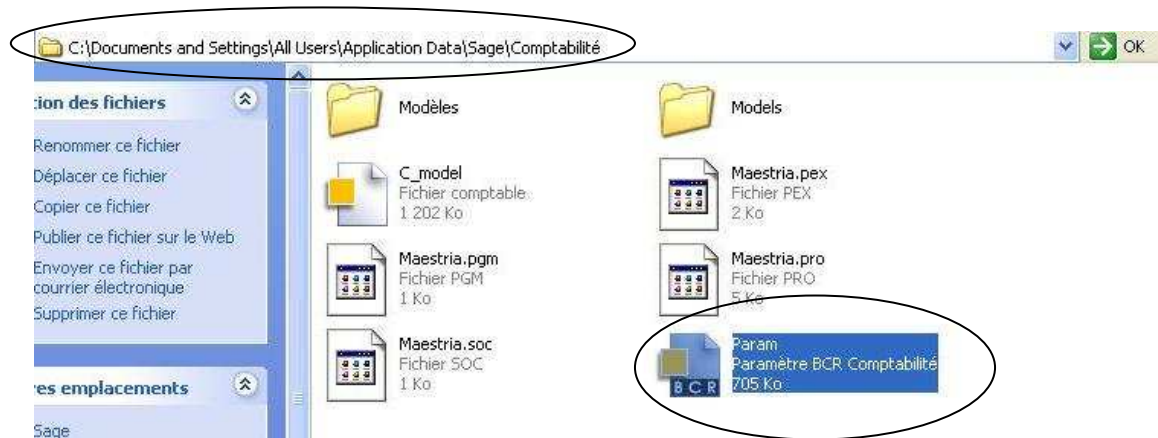 C:\Documents and Settings\All Users\Application Data\Sage\Comptabilité
OK
tion des fichiers
Renommer ce fichier
Déplacer ce fichier
Copier ce fichier
Publier ce fichier sur le Web
Envoyer ce fichier par
courrier électronique
Supprimer ce fichier
res emplacements
Sage
Modèles
Models
C_model
Fichier comptable
1 202 Ko
Maestria.pex
Fichier PEX
2 Ko
Maestria.pgm
Fichier PGM
1 Ko
Maestria.pro
Fichier PRO
5 Ko
Maestria.soc
Fichier SOC
1 Ko
BCR
Param
Paramètre BCR Comptabilité
705 Ko